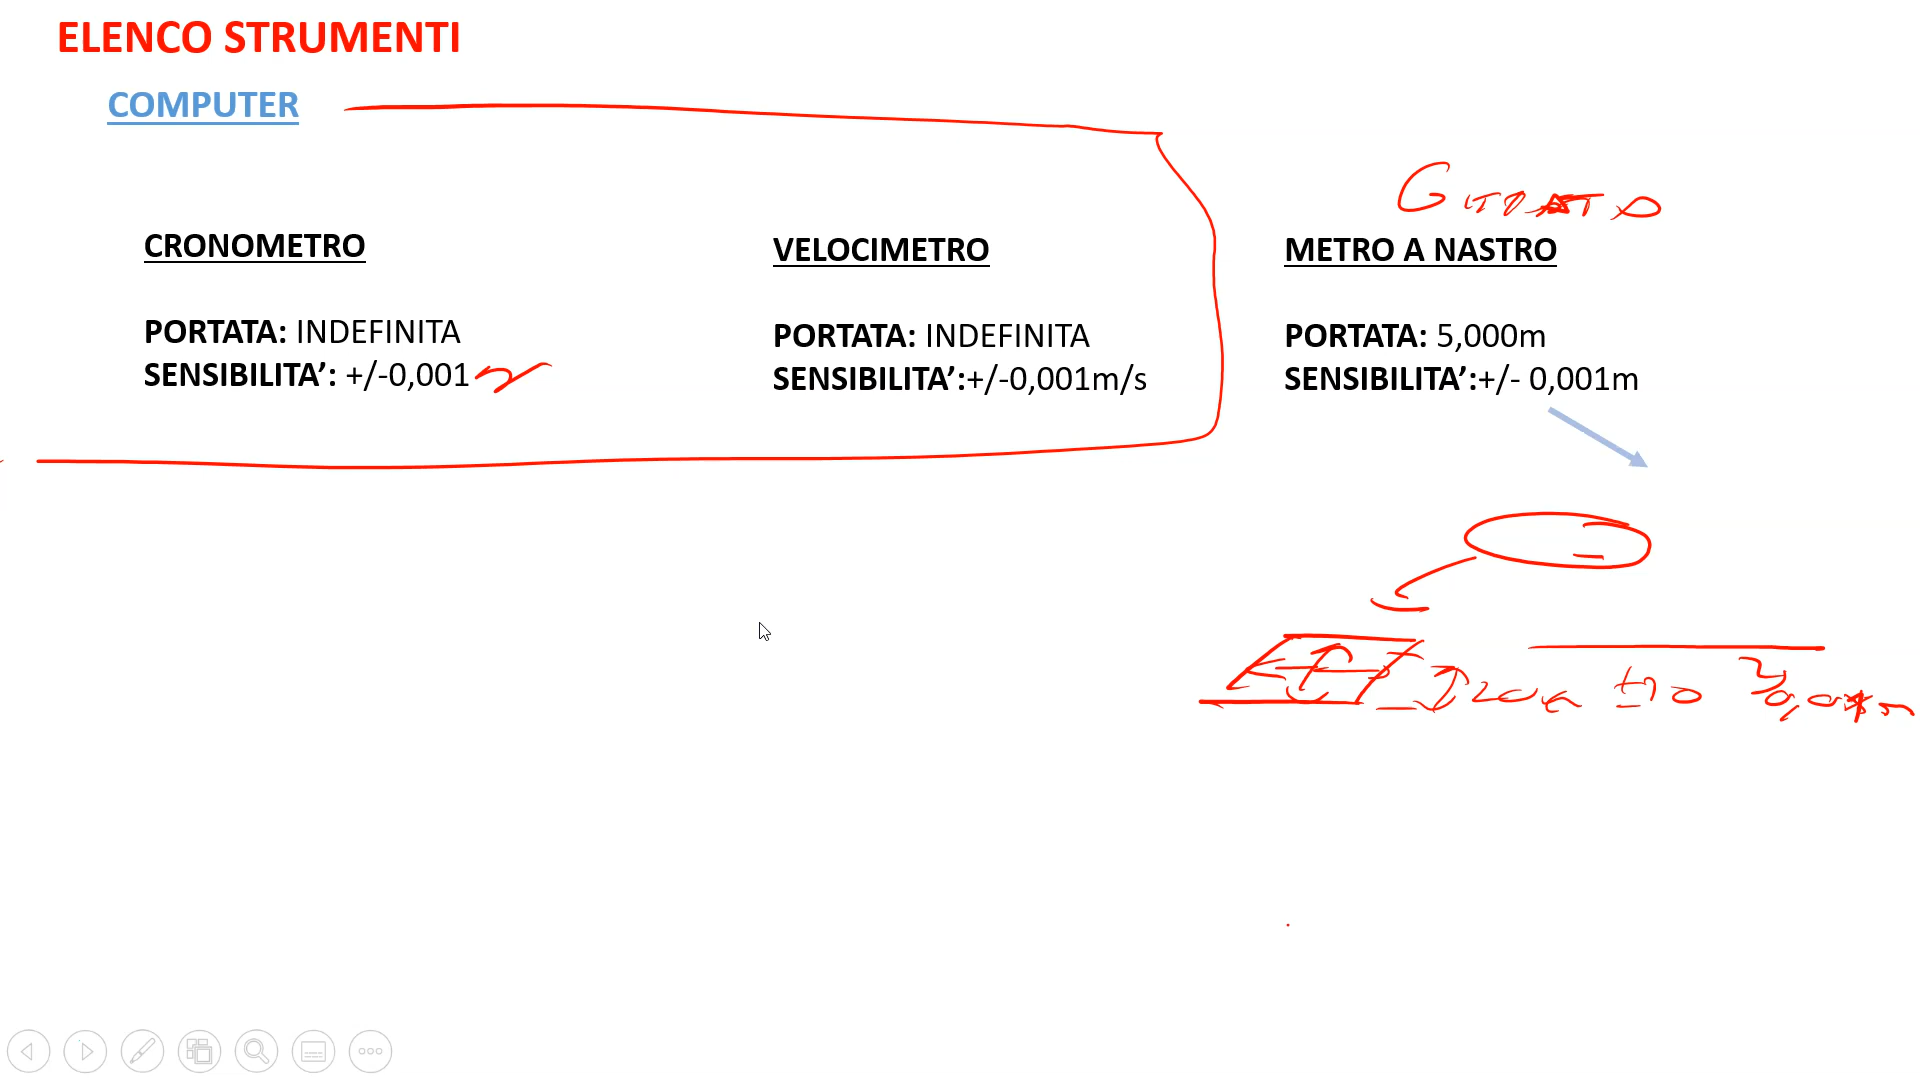 ELENCO STRUMENTI
COMPUTER
CRONOMETRO
PORTATA: INDEFINITA
SENSIBILITA’: +/-0,001
VELOCIMETRO
PORTATA: INDEFINITA
SENSIBILITA’:+/-0,001m/s
METRO A NASTRO
PORTATA: 5,000m
SENSIBILITA’:+/- 0,001m